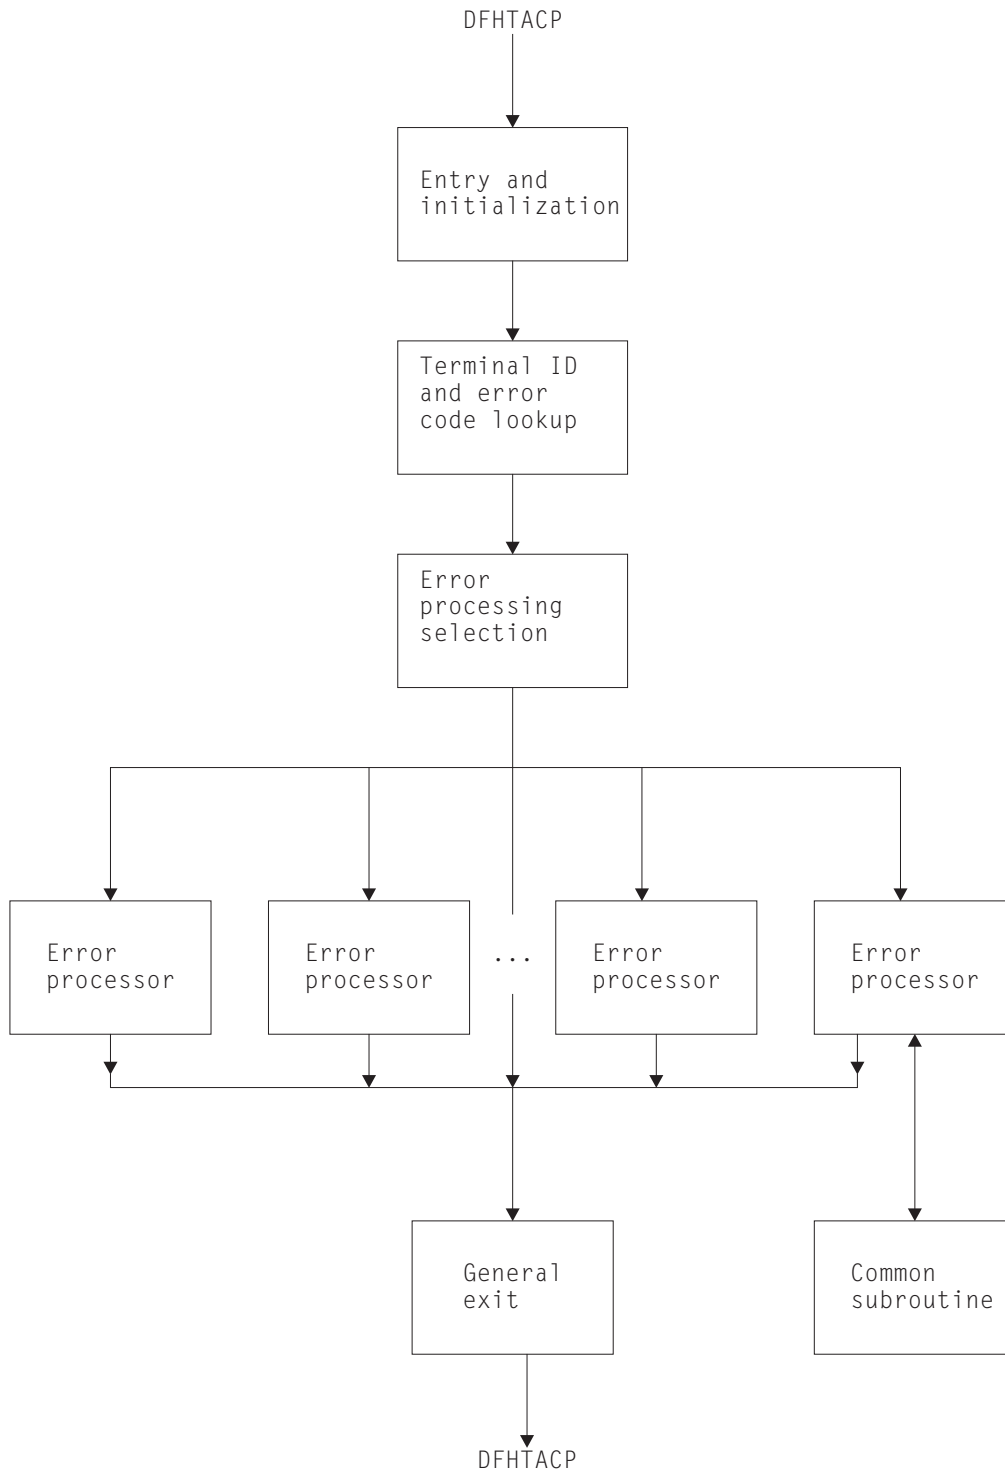 DFHTACP
Entry and
initialization
Terminal ID
and error
code lookup
Error
processing
selection
Error
processor
Error
processor
...
Error
processor
Error
processor
General
exit
Common
subroutine
DFHTACP